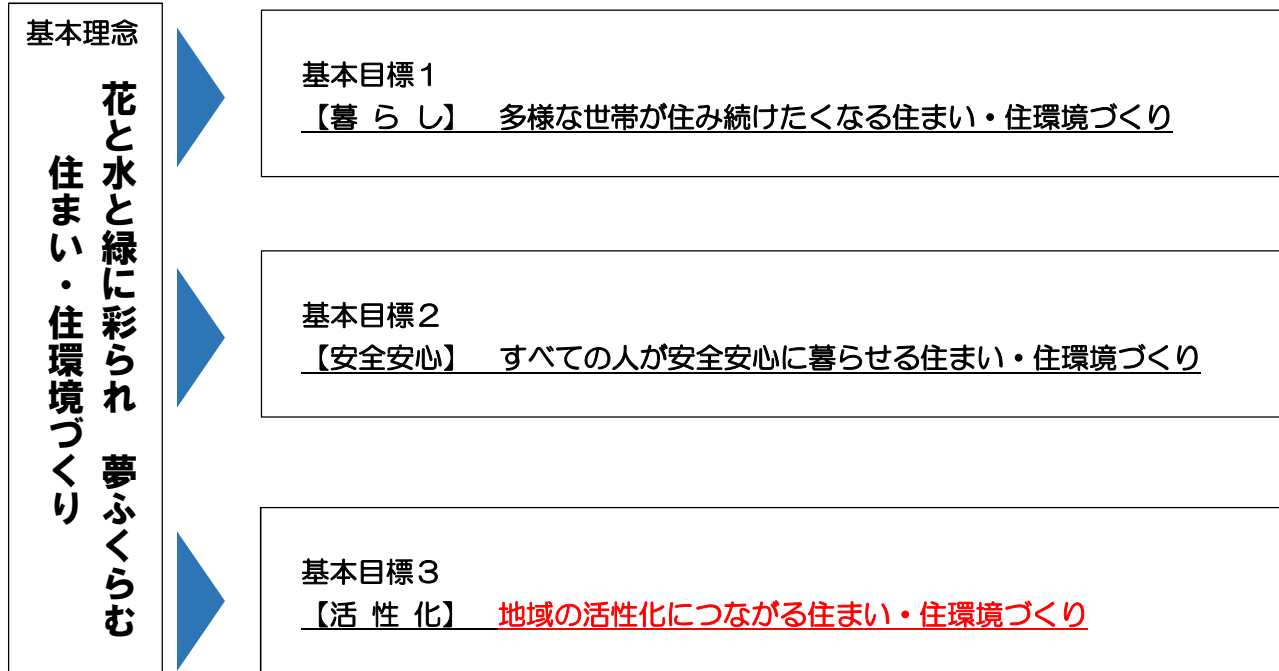 基本理念
花と水と緑に彩られ　夢ふくらむ
住まい・住環境づくり
基本目標１
【暮 ら し】　多様な世帯が住み続けたくなる住まい・住環境づくり
基本目標２
【安全安心】　すべての人が安全安心に暮らせる住まい・住環境づくり
基本目標３
【活 性 化】　地域の活性化につながる住まい・住環境づくり